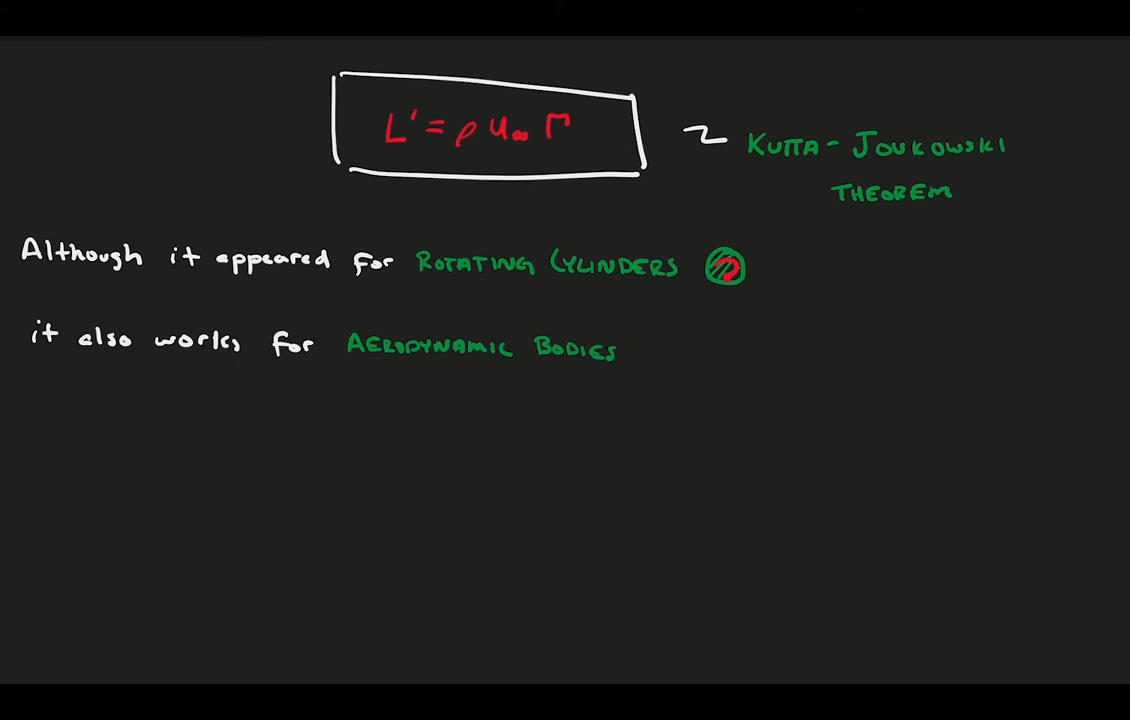 L' = ρ u∞ Γ
~ KUTTA-JOUKOWSKI
THEOREM
Although it appeared for ROTATING CYLINDERS
it also works for AERODYNAMIC BODIES